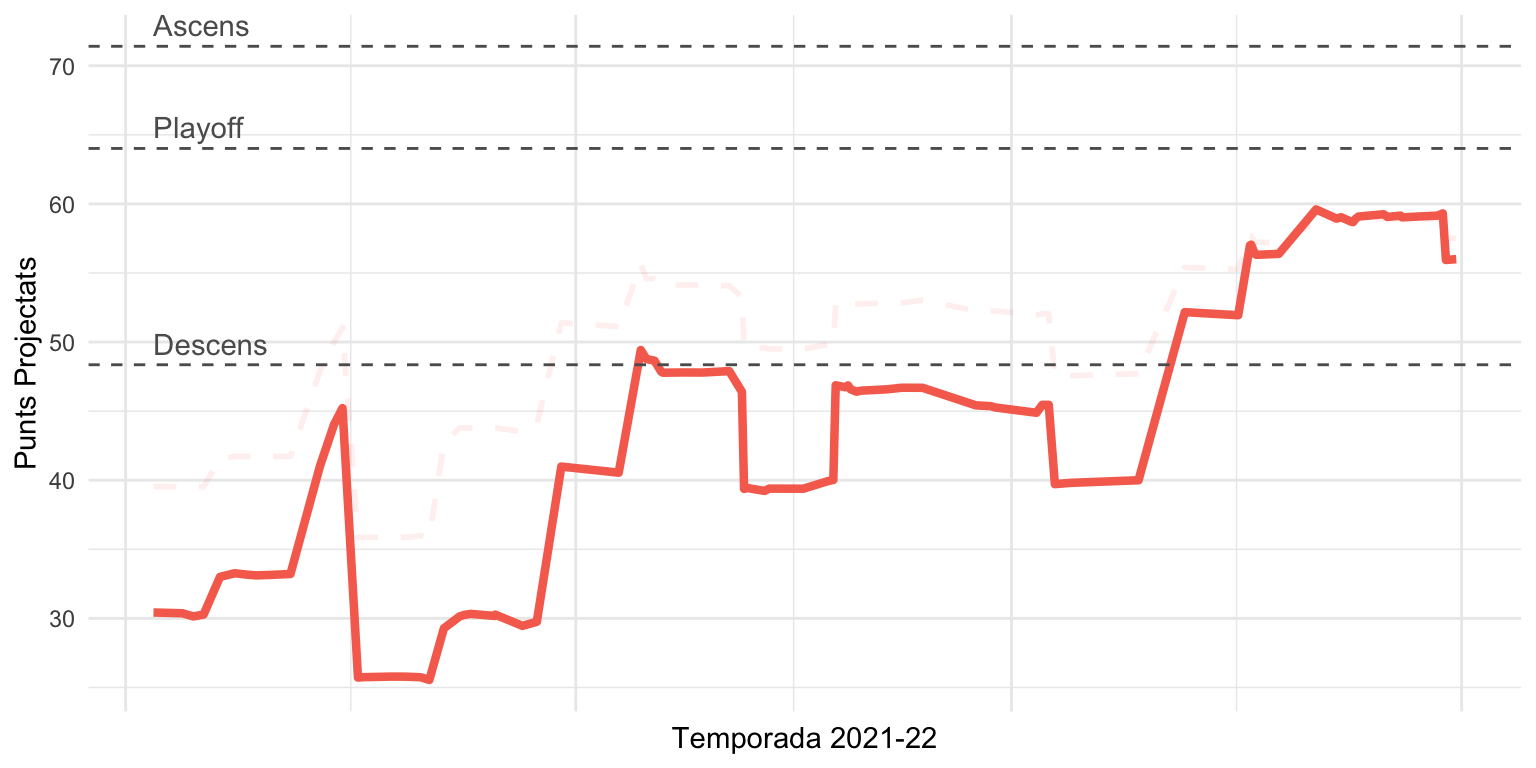 Ascens
70
Playoff
60
Punts Projectats
50
Descens
40
30
Temporada 2021-22